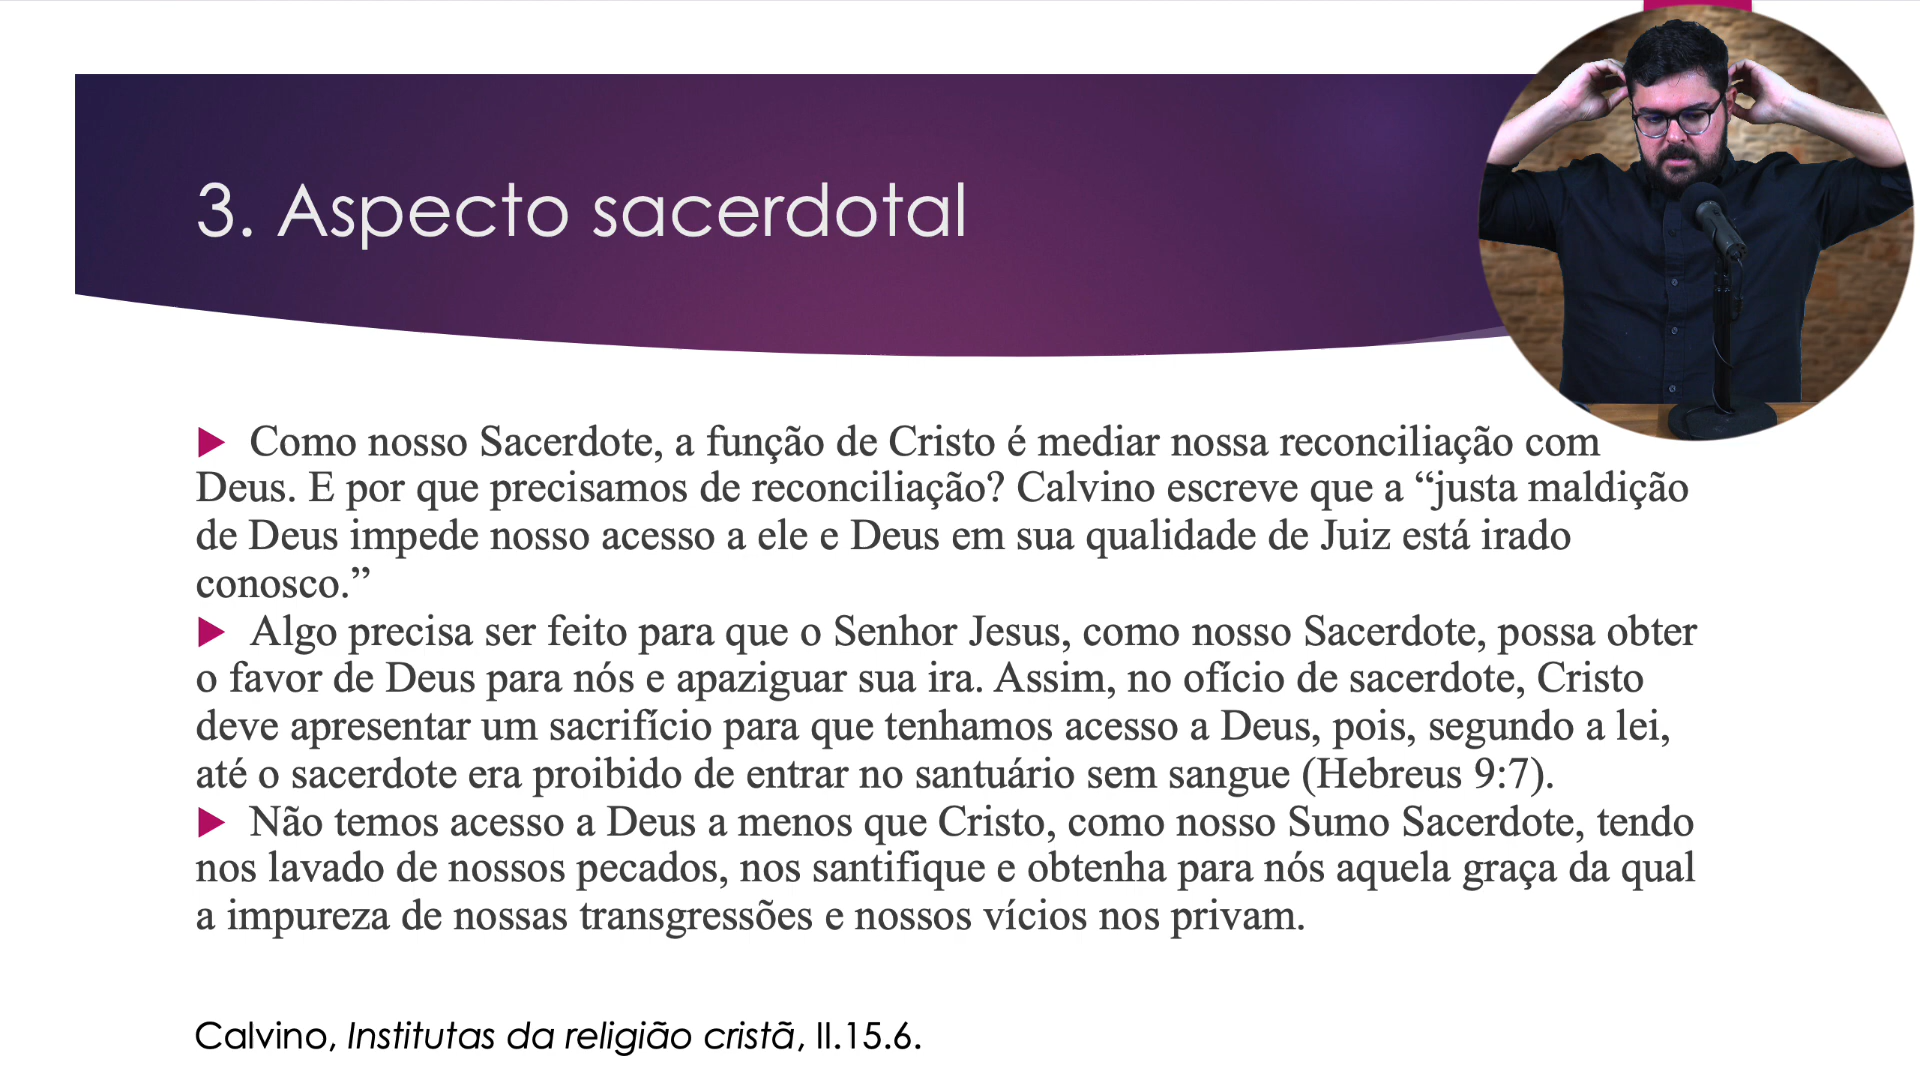 3. Aspecto sacerdotal
Como nosso Sacerdote, a função de Cristo é mediar nossa reconciliação com
Deus. E por que precisamos de reconciliação? Calvino escreve que a “justa maldição
de Deus impede nosso acesso a ele e Deus em sua qualidade de Juiz está irado
conosco.”
Algo precisa ser feito para que o Senhor Jesus, como nosso Sacerdote, possa obter
o favor de Deus para nós e apaziguar sua ira. Assim, no ofício de sacerdote, Cristo
deve apresentar um sacrifício para que tenhamos acesso a Deus, pois, segundo a lei,
até o sacerdote era proibido de entrar no santuário sem sangue (Hebreus 9:7).
Não temos acesso a Deus a menos que Cristo, como nosso Sumo Sacerdote, tendo
nos lavado de nossos pecados, nos santifique e obtenha para nós aquela graça da qual
a impureza de nossas transgressões e nossos vícios nos privam.
Calvino, Institutas da religião cristã, II.15.6.